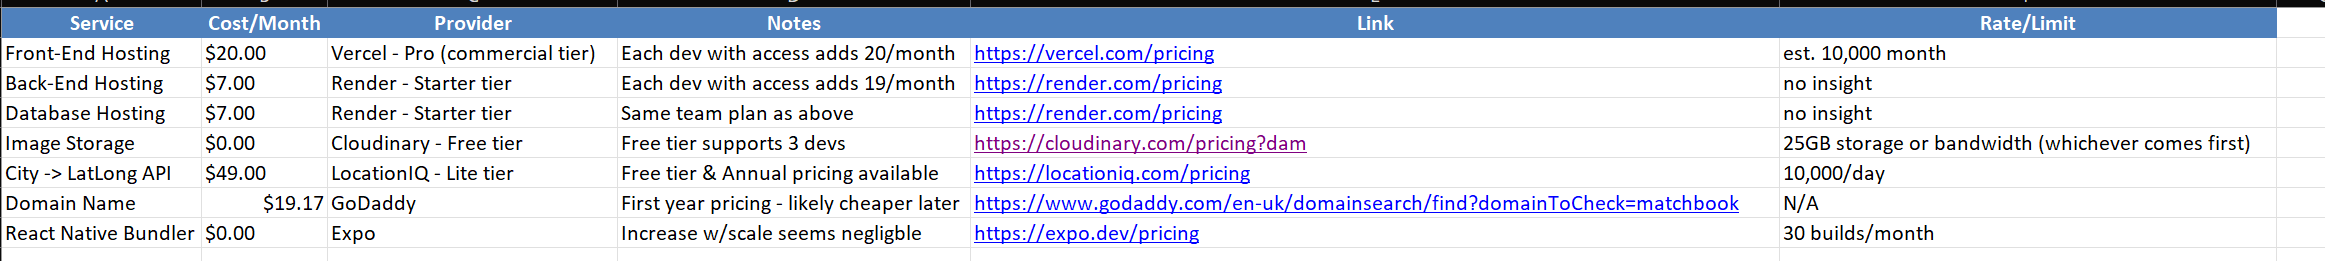 Service Cost/Month Provider Notes Link Rate/Limit
Front-End Hosting $20.00 Vercel - Pro (commercial tier) Each dev with access adds 20/month https://vercel.com/pricing est. 10,000 month
Back-End Hosting $7.00 Render - Starter tier Each dev with access adds 19/month https://render.com/pricing no insight
Database Hosting $7.00 Render - Starter tier Same team plan as above https://render.com/pricing no insight
Image Storage $0.00 Cloudinary - Free tier Free tier supports 3 devs https://cloudinary.com/pricing?dam 25GB storage or bandwidth (whichever comes first)
City -> LatLong API $49.00 LocationIQ - Lite tier Free tier & Annual pricing available https://locationiq.com/pricing 10,000/day
Domain Name $19.17 GoDaddy First year pricing - likely cheaper later https://www.godaddy.com/en-uk/domainsearch/find?domainToCheck=matchbook N/A
React Native Bundler $0.00 Expo Increase w/scale seems negligble https://expo.dev/pricing 30 builds/month